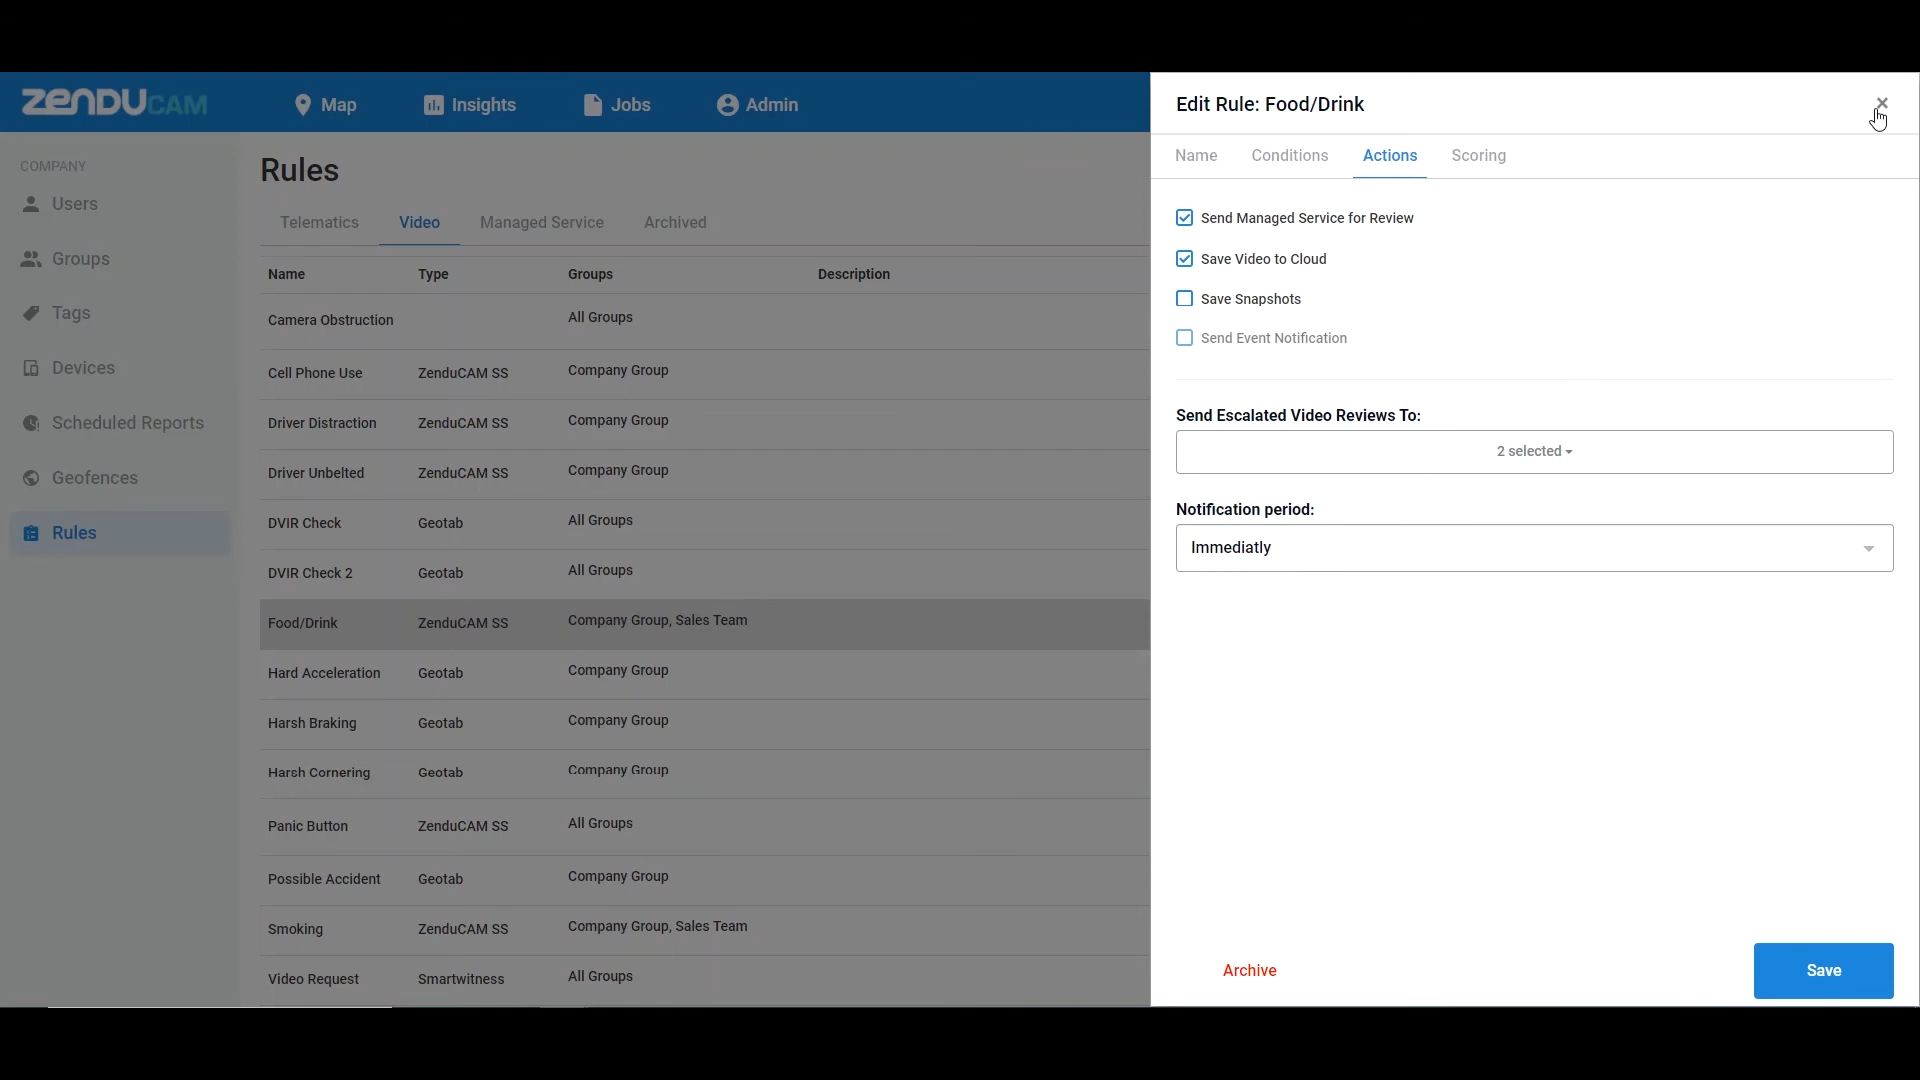 ZENDUCAM
Map
Insights
Jobs
Admin
COMPANY
Users
Groups
Tags
Devices
Scheduled Reports
Geofences
Rules
Rules
Telematics Video Managed Service Archived
Name Type Groups Description
Camera Obstruction All Groups
Cell Phone Use ZenduCAM SS Company Group
Driver Distraction ZenduCAM SS Company Group
Driver Unbelted ZenduCAM SS Company Group
DVIR Check Geotab All Groups
DVIR Check 2 Geotab All Groups
Food/Drink ZenduCAM SS Company Group, Sales Team
Hard Acceleration Geotab Company Group
Harsh Braking Geotab Company Group
Harsh Cornering Geotab Company Group
Panic Button ZenduCAM SS All Groups
Possible Accident Geotab Company Group
Smoking ZenduCAM SS Company Group, Sales Team
Video Request Smartwitness All Groups
Edit Rule: Food/Drink
Name Conditions Actions Scoring
Send Managed Service for Review
Save Video to Cloud
Save Snapshots
Send Event Notification
Send Escalated Video Reviews To:
2 selected
Notification period:
Immediatly
Archive
Save